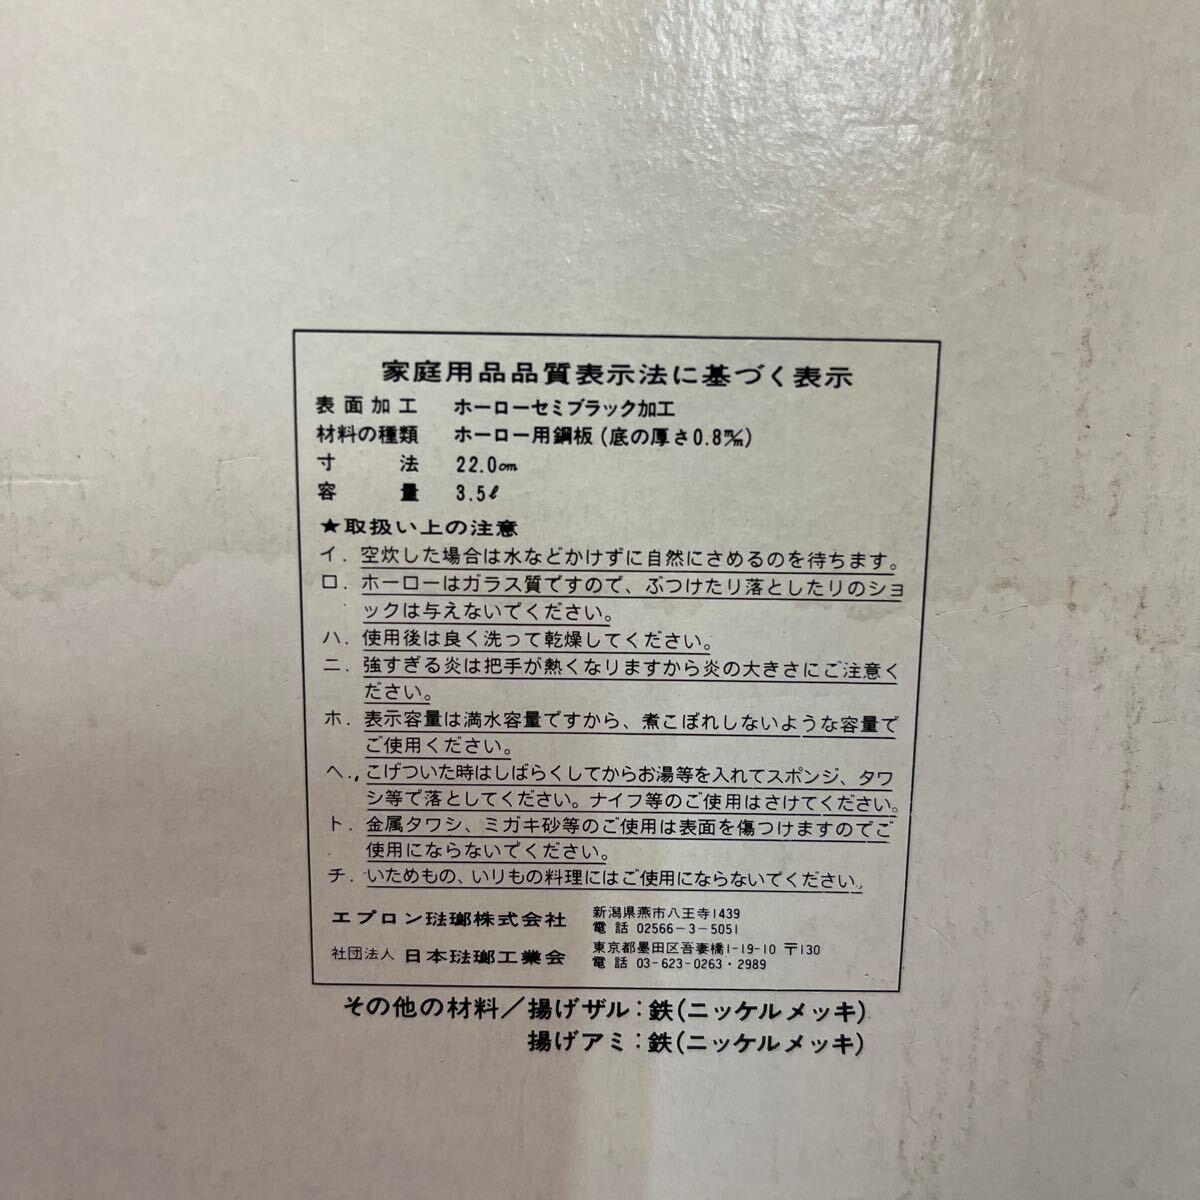 家庭用品品質表示法に基づく表示
表面加工 ホーローセミブラック加工
材料の種類 ホーロー用鋼板(底の厚さ0.8m/m)
寸法 22.0cm
容量 3.5ℓ
★取扱い上の注意
イ. 空炊した場合は水などかけずに自然にさめるのを待ちます。
ロ. ホーローはガラス質ですので、ぶつけたり落としたりのショ
ックは与えないでください。
ハ. 使用後は良く洗って乾燥してください。
ニ. 強すぎる炎は把手が熱くなりますから炎の大きさにご注意く
ださい。
ホ. 表示容量は満水容量ですから、煮こぼれしないような容量で
ご使用ください。
ヘ. こげついた時はしばらくしてからお湯等を入れてスポンジ、タワ
シ等で落としてください。ナイフ等のご使用はさけてください。
ト. 金属タワシ、ミガキ砂等のご使用は表面を傷つけますのでご
使用にならないでください。
チ. いためもの、いりもの料理にはご使用にならないでください。
エプロン琺瑯株式会社 新潟県燕市八王寺1439
電話 02566-3-5051
社団法人 日本琺瑯工業会 東京都墨田区吾妻橋1-19-10 〒130
電話 03-623-0263・2989
その他の材料/揚げザル:鉄(ニッケルメッキ)
揚げアミ:鉄(ニッケルメッキ)